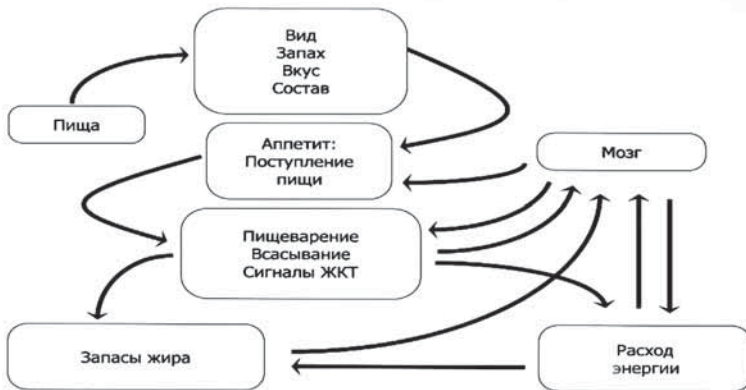 Вид
Запах
Вкус
Состав
Пища
Аппетит:
Поступление
пищи
Мозг
Пищеварение
Всасывание
Сигналы ЖКТ
Запасы жира
Расход
энергии